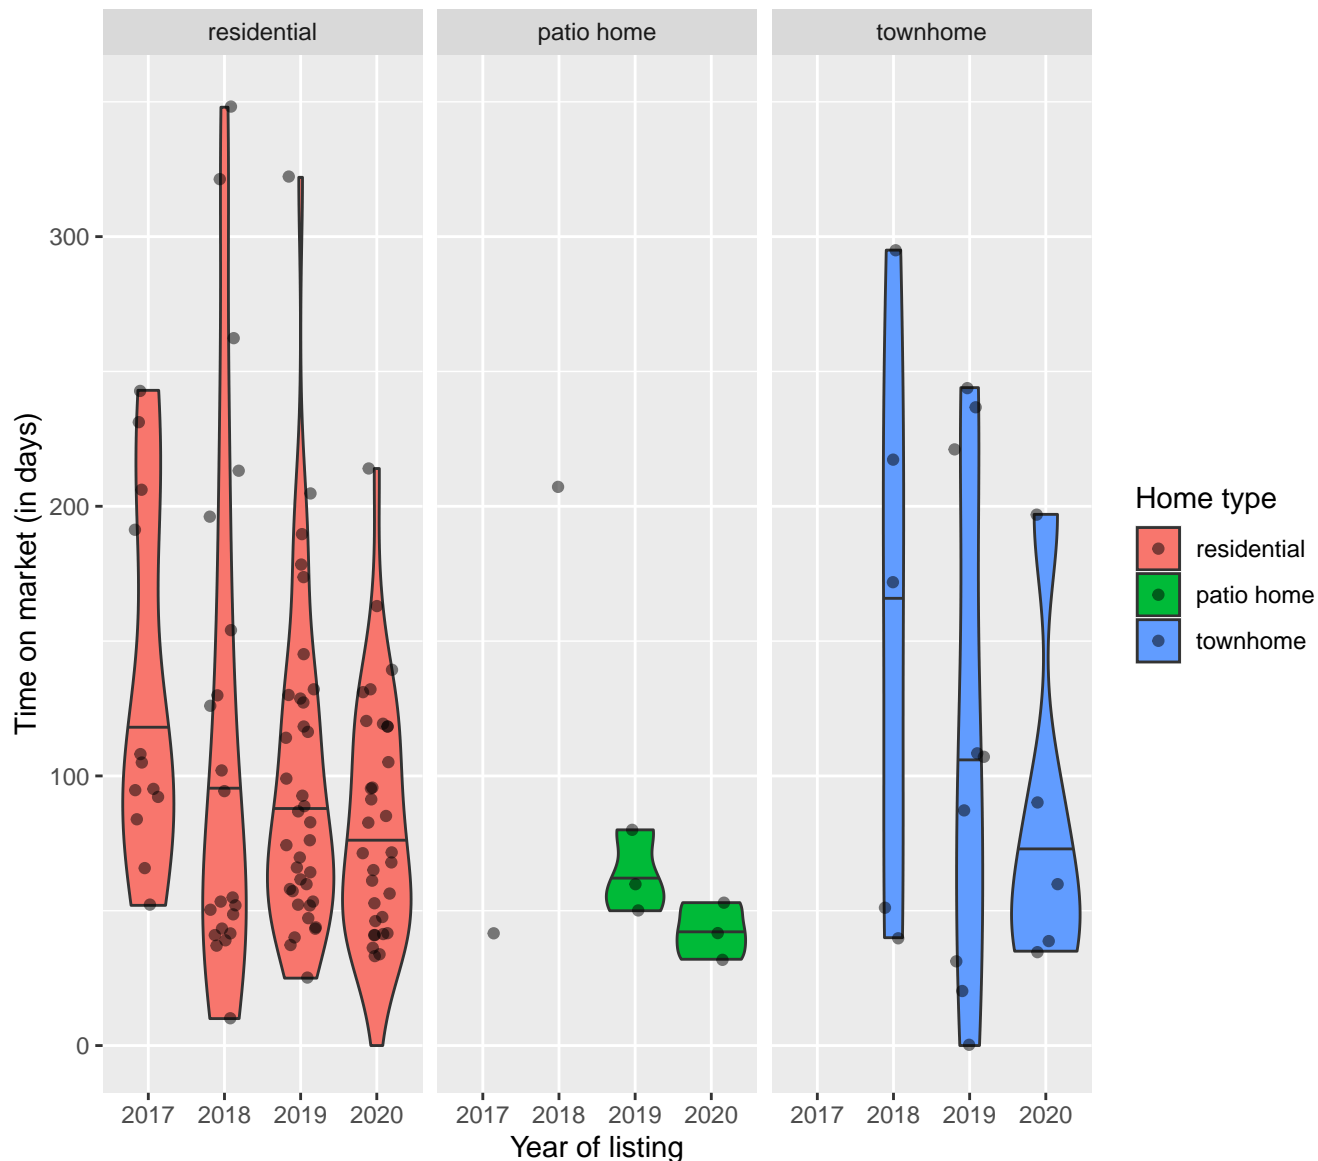 residential
patio home
townhome
Time on market (in days)
300
200
100
0
2017 2018 2019 2020
2017 2018 2019 2020
2017 2018 2019 2020
Year of listing
Home type
residential
patio home
townhome